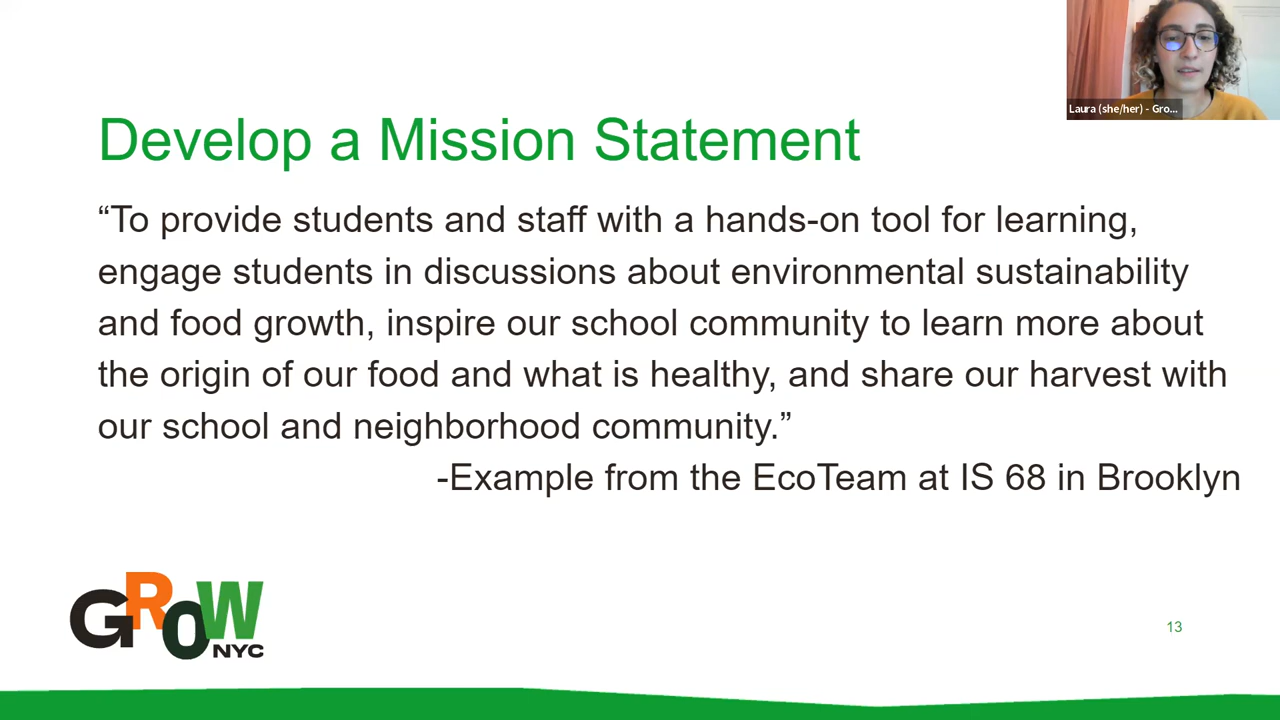 Laura (she/her) - Gro...
Develop a Mission Statement
“To provide students and staff with a hands-on tool for learning,
engage students in discussions about environmental sustainability
and food growth, inspire our school community to learn more about
the origin of our food and what is healthy, and share our harvest with
our school and neighborhood community.”
-Example from the EcoTeam at IS 68 in Brooklyn
GROW
NYC
13